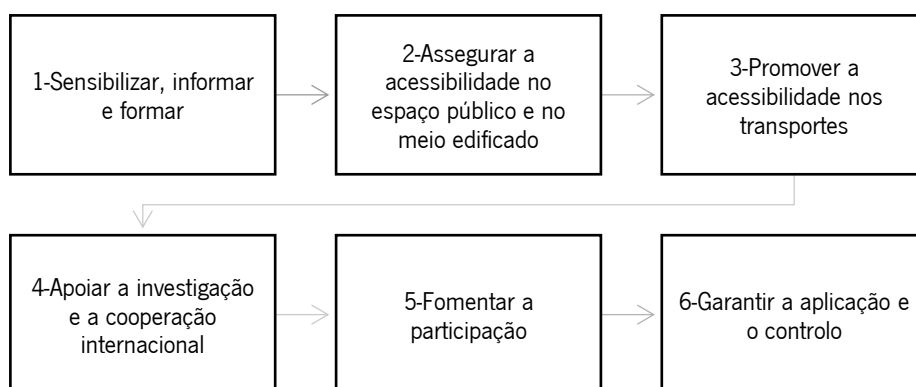 1-Sensibilizar, informar
e formar
2-Assegurar a
acessibilidade no
espaço público e no
meio edificado
3-Promover a
acessibilidade nos
transportes
4-Apoiar a investigação
e a cooperação
internacional
5-Fomentar a
participação
6-Garantir a aplicação e
o controlo